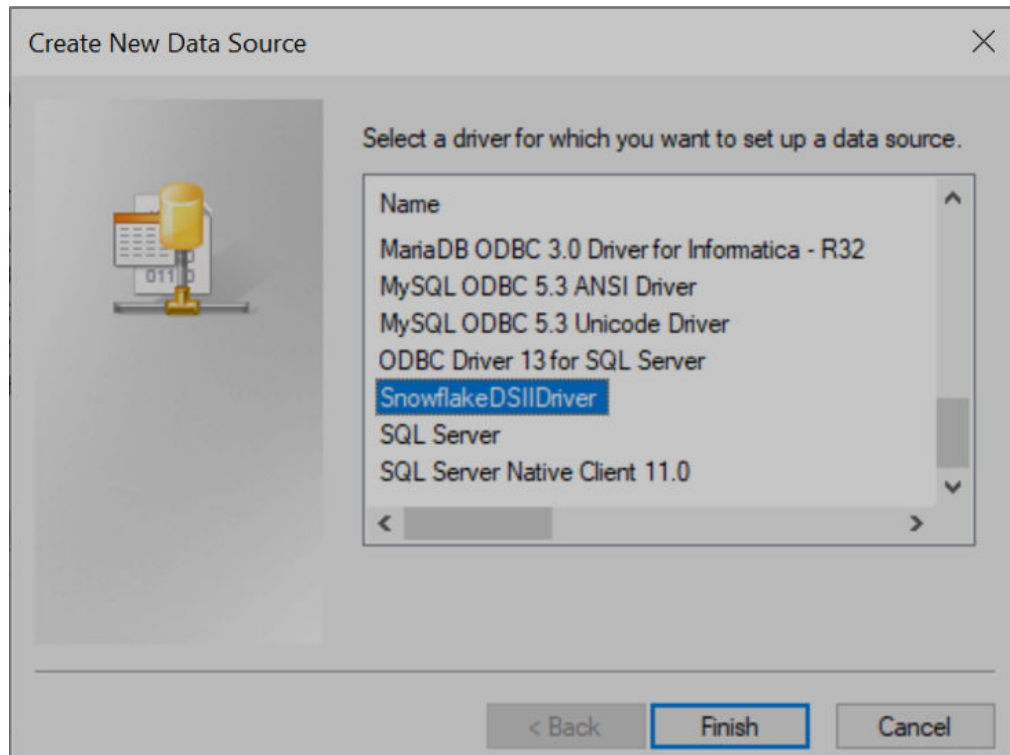 Create New Data Source
Select a driver for which you want to set up a data source.
Name
MariaDB ODBC 3.0 Driver for Informatica - R32
MySQL ODBC 5.3 ANSI Driver
MySQL ODBC 5.3 Unicode Driver
ODBC Driver 13 for SQL Server
SnowflakeDSIIDriver
SQL Server
SQL Server Native Client 11.0
< Back Finish Cancel